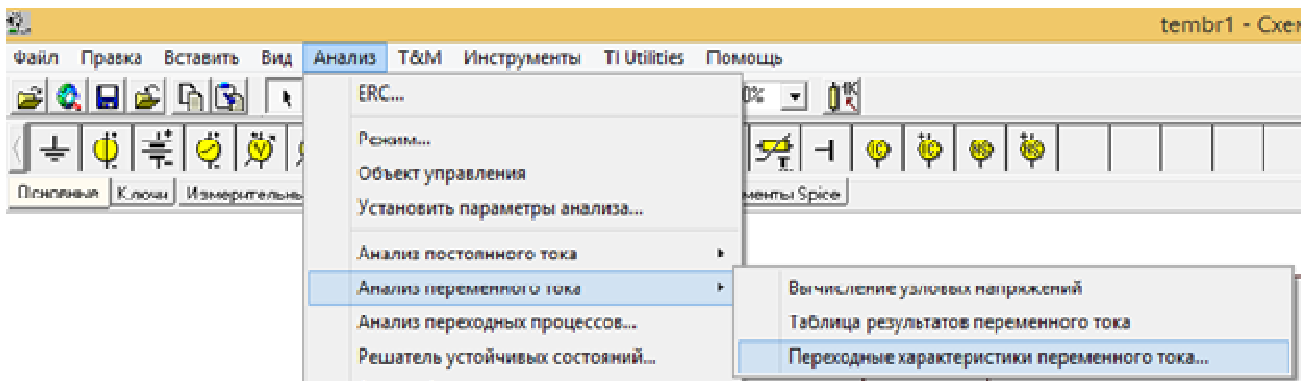 tembr1 - Схем
Файл Правка Вставить Вид Анализ T&M Инструменты TI Utilities Помощь
ERC...
0%
Режим...
Объект управления
Установить параметры анализа...
Основные Ключи Измерительны
менты Spice
Анализ постоянного тока
Анализ переменного тока
Вычисление узловых напряжений
Анализ переходных процессов...
Таблица результатов переменного тока
Решатель устойчивых состояний...
Переходные характеристики переменного тока...